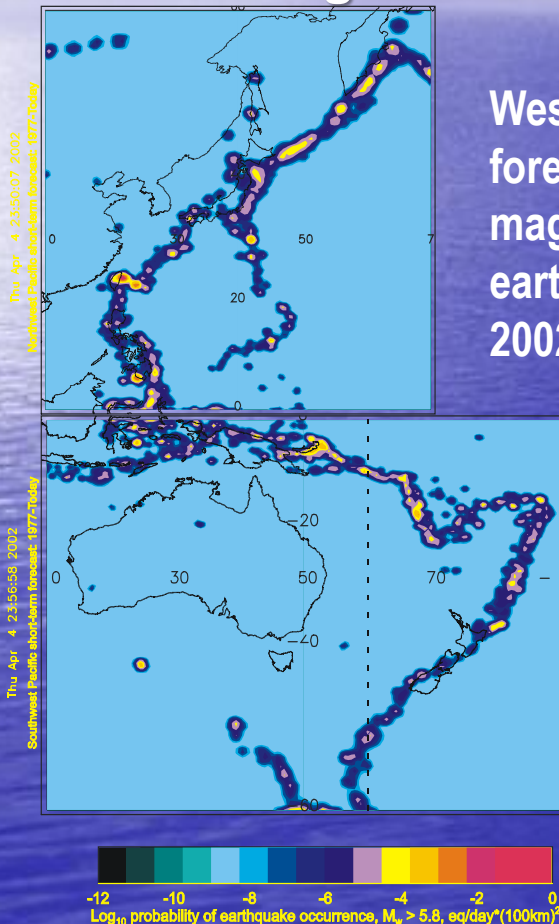 Thu Apr 4 23:50:07 2002
Northwest Pacific short-term forecast: 1977-Today
0 50 7
20
0
Wes
fore
mag
eart
2002
Thu Apr 4 23:56:58 2002
Southwest Pacific short-term forecast: 1977-Today
−20
0 30 50 70 −
−40
-12 -10 -8 -6 -4 -2 0
Log10 probability of earthquake occurrence, Mw > 5.8, eq/day*(100km)